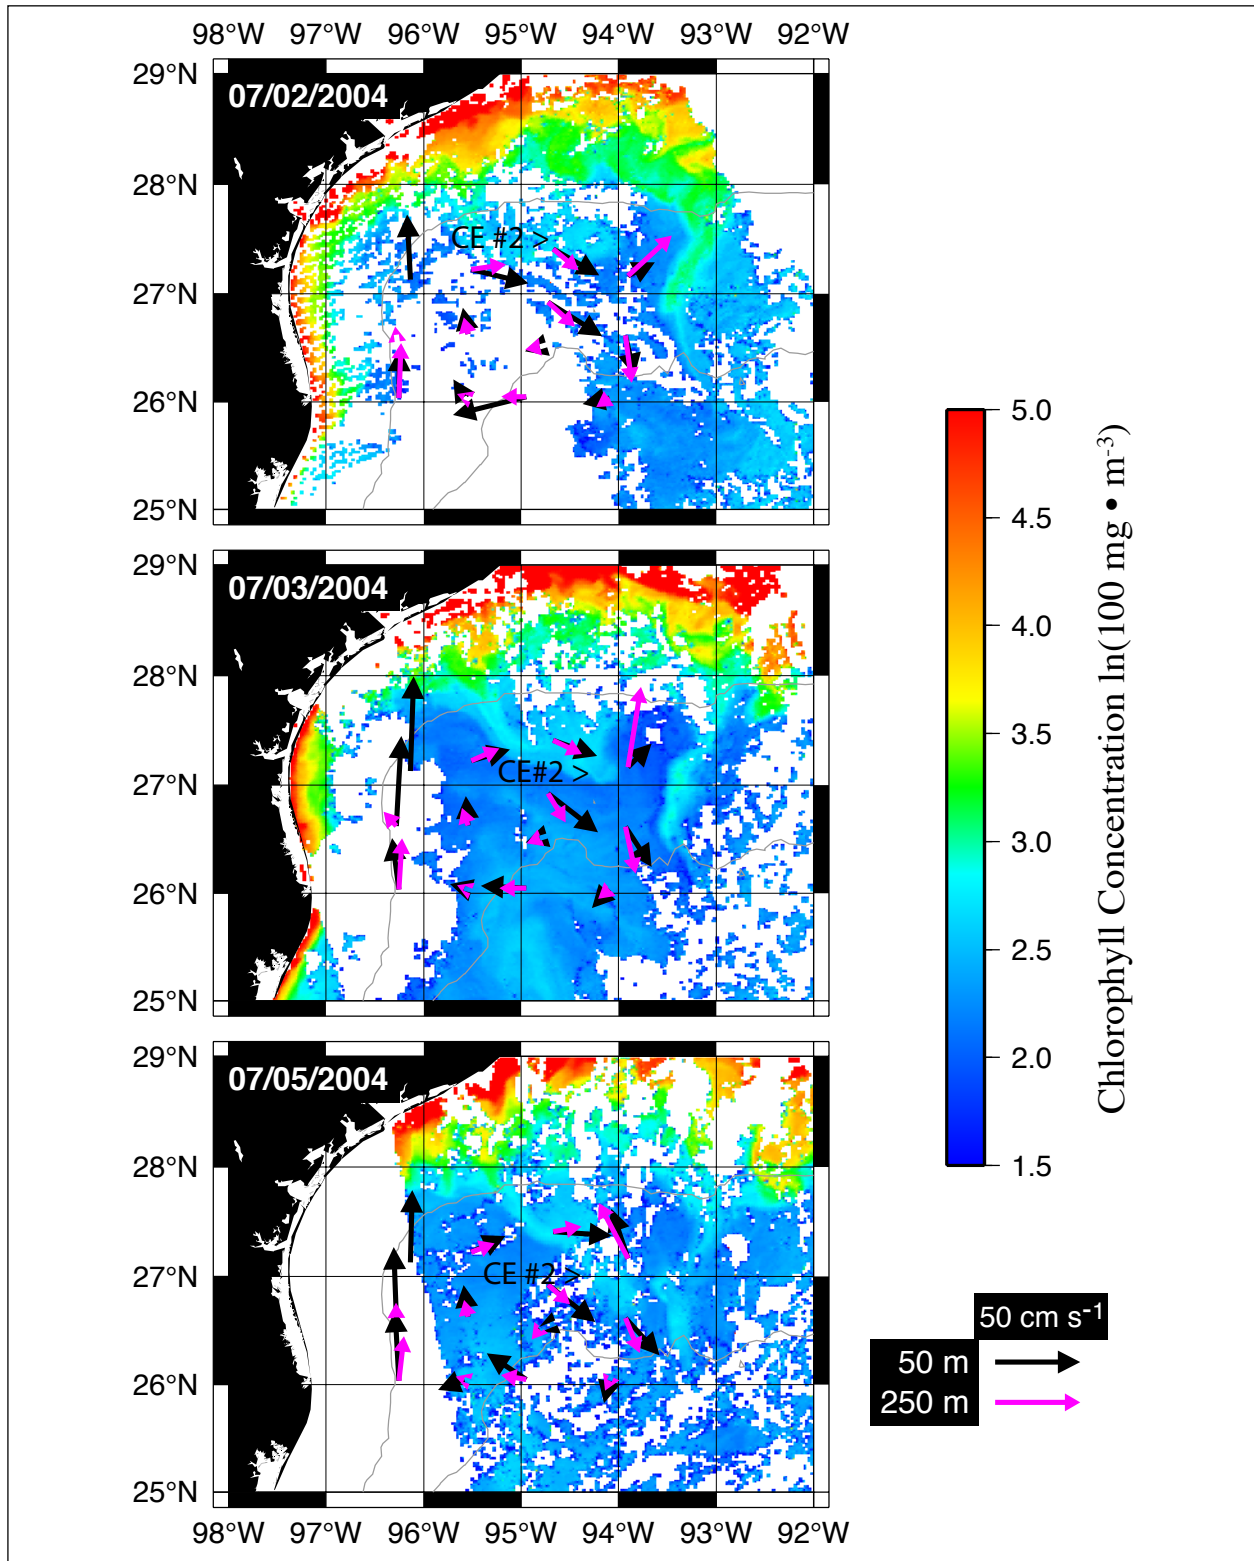 98°W 97°W 96°W 95°W 94°W 93°W 92°W
29°N
07/02/2004
28°N
CE #2 >
27°N
26°N
25°N
29°N
07/03/2004
28°N
CE#2 >
27°N
26°N
25°N
29°N
07/05/2004
28°N
CE #2 >
27°N
26°N
25°N
98°W 97°W 96°W 95°W 94°W 93°W 92°W
5.0
4.5
4.0
3.5
3.0
2.5
2.0
1.5
Chlorophyll Concentration ln(100 mg • m-3)
50 cm s-1
50 m
250 m